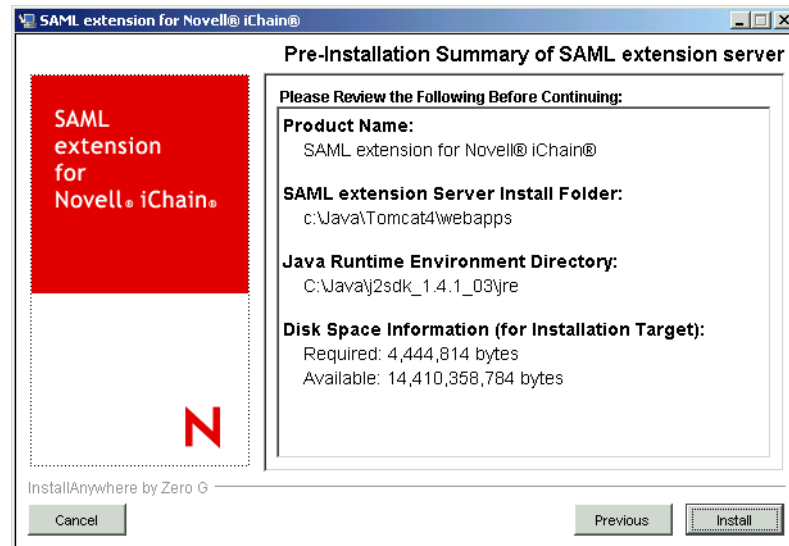 SAML extension for Novell® iChain®
Pre-Installation Summary of SAML extension server
SAML
extension
for
Novell® iChain®
N
Please Review the Following Before Continuing:
Product Name:
SAML extension for Novell® iChain®
SAML extension Server Install Folder:
c:\Java\Tomcat4\webapps
Java Runtime Environment Directory:
C:\Java\j2sdk_1.4.1_03\jre
Disk Space Information (for Installation Target):
Required: 4,444,814 bytes
Available: 14,410,358,784 bytes
InstallAnywhere by Zero G
Cancel
Previous
Install